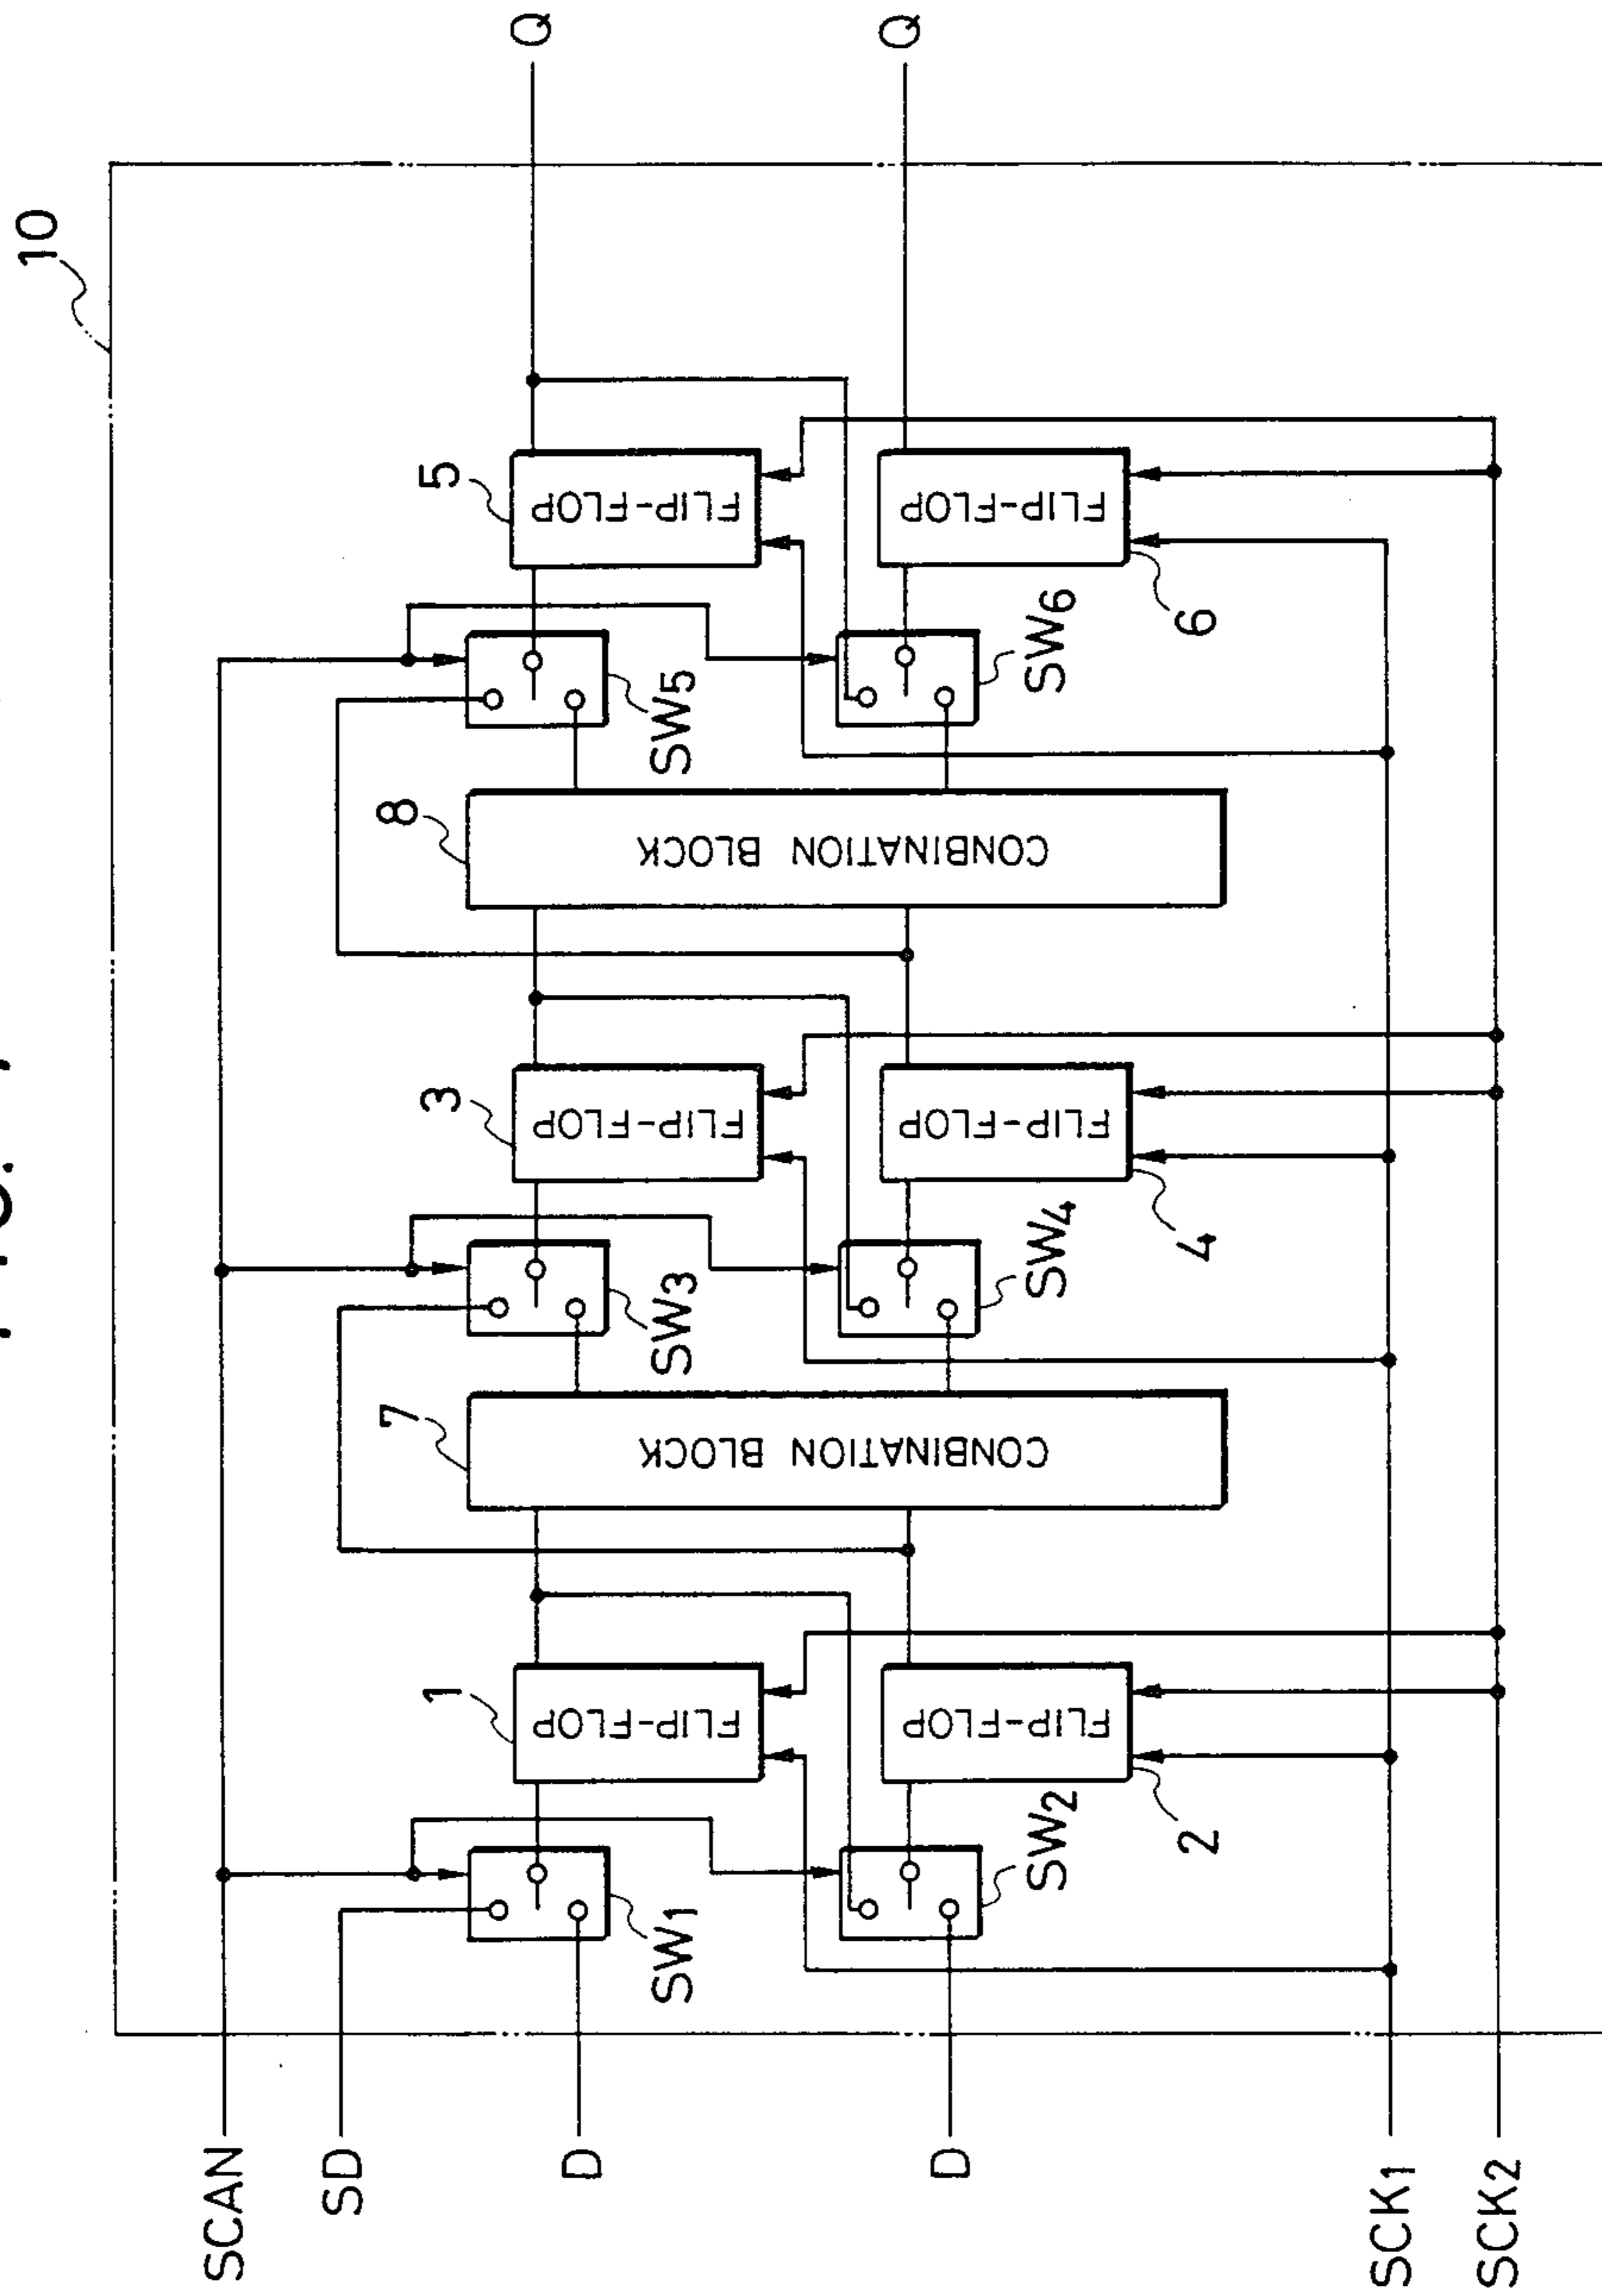 10
SCAN
SD
D
D
SCK1
SCK2
SW1
SW2
1
FLIP-FLOP
2
FLIP-FLOP
7
CONBINATION BLOCK
SW3
SW4
3
FLIP-FLOP
4
FLIP-FLOP
8
CONBINATION BLOCK
SW5
SW6
5
FLIP-FLOP
6
FLIP-FLOP
Q
Q